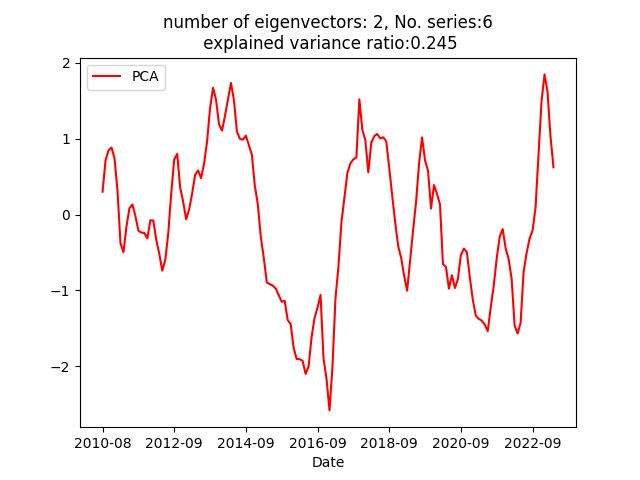 number of eigenvectors: 2, No. series:6
explained variance ratio:0.245
PCA
2
1
0
−1
−2
2010-08 2012-09 2014-09 2016-09 2018-09 2020-09 2022-09
Date